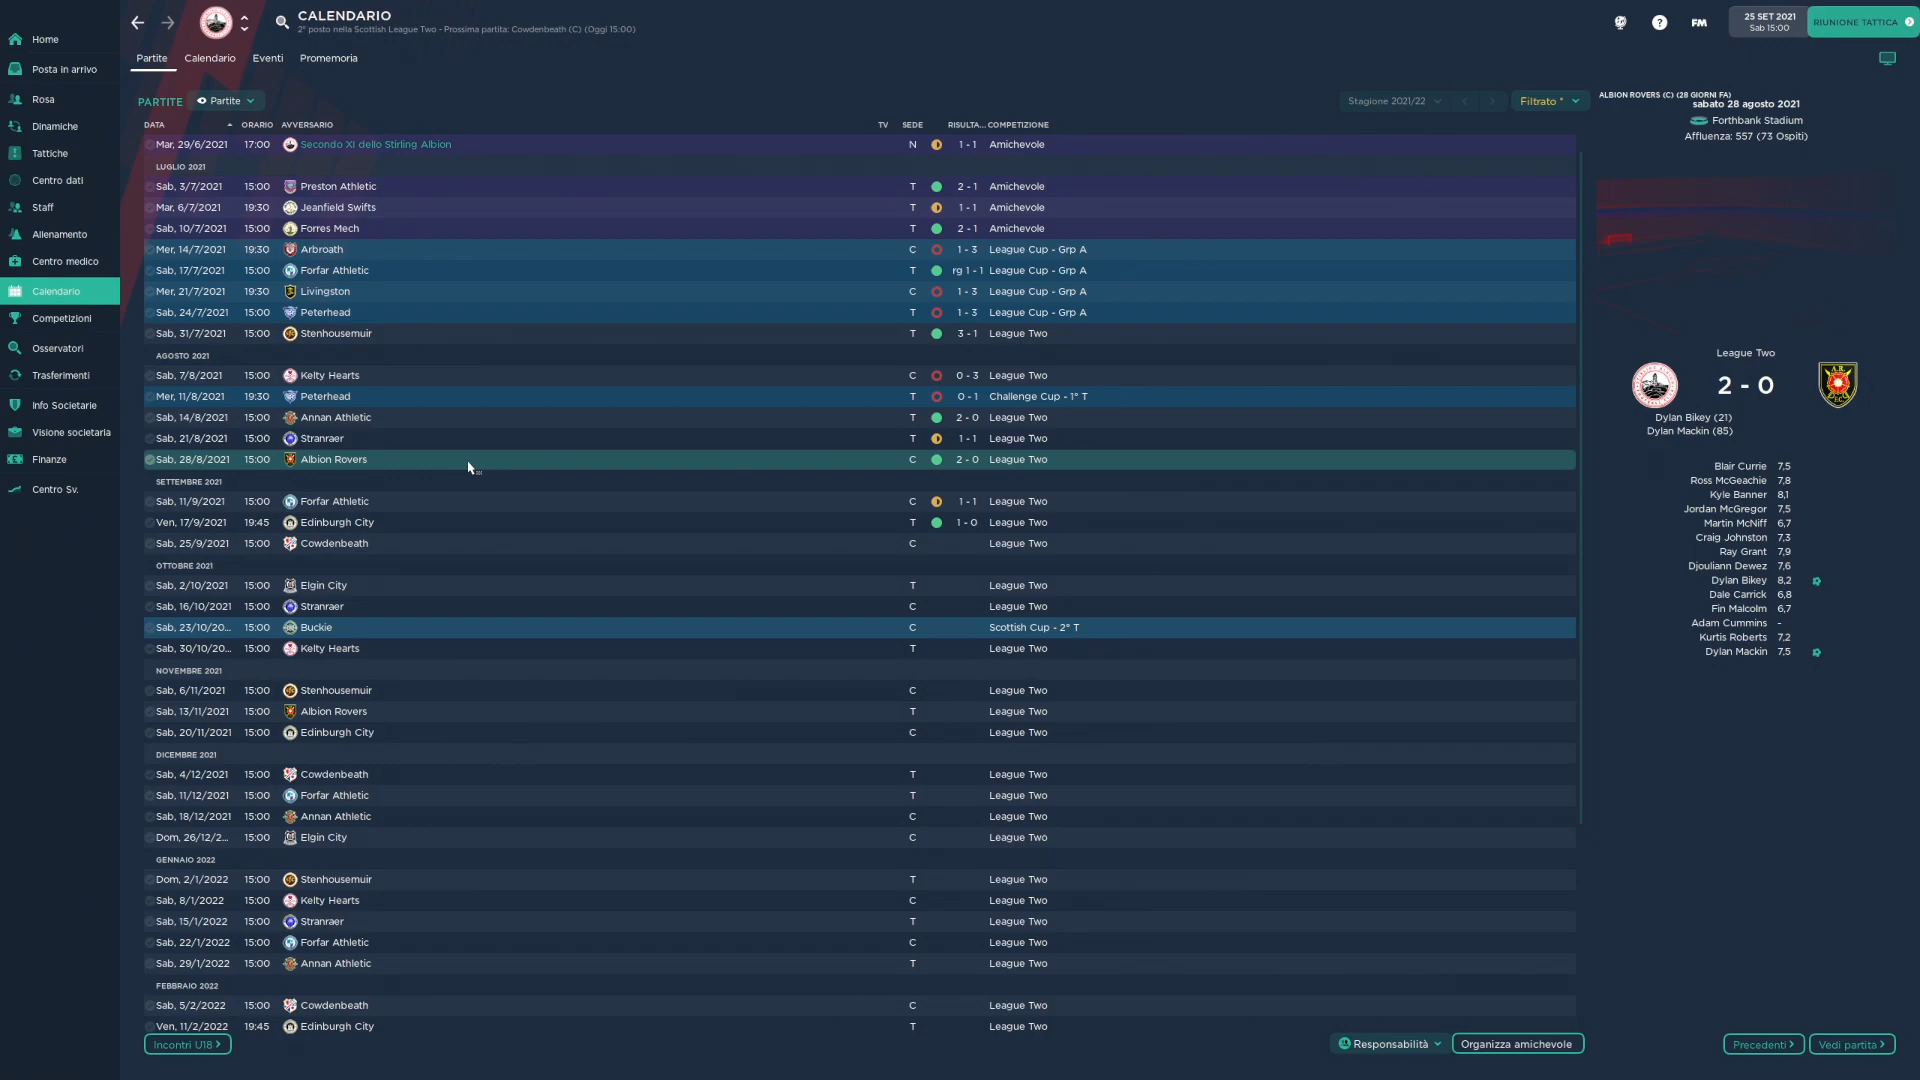 CALENDARIO
2° posto nella Scottish League Two - Prossima partita: Cowdenbeath (C) (Oggi 15:00)
25 SET 2021
Sab 15:00
RIUNIONE TATTICA
FM
Home
Posta in arrivo
Rosa
Dinamiche
Tattiche
Centro dati
Staff
Allenamento
Centro medico
Calendario
Competizioni
Osservatori
Trasferimenti
Info Societarie
Visione societaria
Finanze
Centro Sv.
Partite Calendario Eventi Promemoria
PARTITE Partite Stagione 2021/22 Filtrato *
DATA ORARIO AVVERSARIO TV SEDE RISULTA... COMPETIZIONE
Mar, 29/6/2021 17:00 Secondo XI dello Stirling Albion N 1 - 1 Amichevole
LUGLIO 2021
Sab, 3/7/2021 15:00 Preston Athletic T 2 - 1 Amichevole
Mar, 6/7/2021 19:30 Jeanfield Swifts T 1 - 1 Amichevole
Sab, 10/7/2021 15:00 Forres Mech T 2 - 1 Amichevole
Mer, 14/7/2021 19:30 Arbroath C 1 - 3 League Cup - Grp A
Sab, 17/7/2021 15:00 Forfar Athletic T rg 1 - 1 League Cup - Grp A
Mer, 21/7/2021 19:30 Livingston C 1 - 3 League Cup - Grp A
Sab, 24/7/2021 15:00 Peterhead T 1 - 3 League Cup - Grp A
Sab, 31/7/2021 15:00 Stenhousemuir T 3 - 1 League Two
AGOSTO 2021
Sab, 7/8/2021 15:00 Kelty Hearts C 0 - 3 League Two
Mer, 11/8/2021 19:30 Peterhead T 0 - 1 Challenge Cup - 1° T
Sab, 14/8/2021 15:00 Annan Athletic T 2 - 0 League Two
Sab, 21/8/2021 15:00 Stranraer T 1 - 1 League Two
Sab, 28/8/2021 15:00 Albion Rovers C 2 - 0 League Two
SETTEMBRE 2021
Sab, 11/9/2021 15:00 Forfar Athletic C 1 - 1 League Two
Ven, 17/9/2021 19:45 Edinburgh City T 1 - 0 League Two
Sab, 25/9/2021 15:00 Cowdenbeath C League Two
OTTOBRE 2021
Sab, 2/10/2021 15:00 Elgin City T League Two
Sab, 16/10/2021 15:00 Stranraer C League Two
Sab, 23/10/20... 15:00 Buckie C Scottish Cup - 2° T
Sab, 30/10/20... 15:00 Kelty Hearts T League Two
NOVEMBRE 2021
Sab, 6/11/2021 15:00 Stenhousemuir C League Two
Sab, 13/11/2021 15:00 Albion Rovers T League Two
Sab, 20/11/2021 15:00 Edinburgh City C League Two
DICEMBRE 2021
Sab, 4/12/2021 15:00 Cowdenbeath T League Two
Sab, 11/12/2021 15:00 Forfar Athletic T League Two
Sab, 18/12/2021 15:00 Annan Athletic C League Two
Dom, 26/12/2... 15:00 Elgin City C League Two
GENNAIO 2022
Dom, 2/1/2022 15:00 Stenhousemuir T League Two
Sab, 8/1/2022 15:00 Kelty Hearts C League Two
Sab, 15/1/2022 15:00 Stranraer T League Two
Sab, 22/1/2022 15:00 Forfar Athletic C League Two
Sab, 29/1/2022 15:00 Annan Athletic T League Two
FEBBRAIO 2022
Sab, 5/2/2022 15:00 Cowdenbeath C League Two
Ven, 11/2/2022 19:45 Edinburgh City T League Two
Incontri U18 Responsabilità Organizza amichevole
ALBION ROVERS (C) (28 GIORNI FA)
sabato 28 agosto 2021
Forthbank Stadium
Affluenza: 557 (73 Ospiti)
League Two
2 - 0
Dylan Bikey (21)
Dylan Mackin (85)
Blair Currie 7,5
Ross McGeachie 7,8
Kyle Banner 8,1
Jordan McGregor 7,5
Martin McNiff 6,7
Craig Johnston 7,3
Ray Grant 7,9
Djouliann Dewez 7,6
Dylan Bikey 8,2
Dale Carrick 6,8
Fin Malcolm 6,7
Adam Cummins -
Kurtis Roberts 7,2
Dylan Mackin 7,5
Precedenti Vedi partita